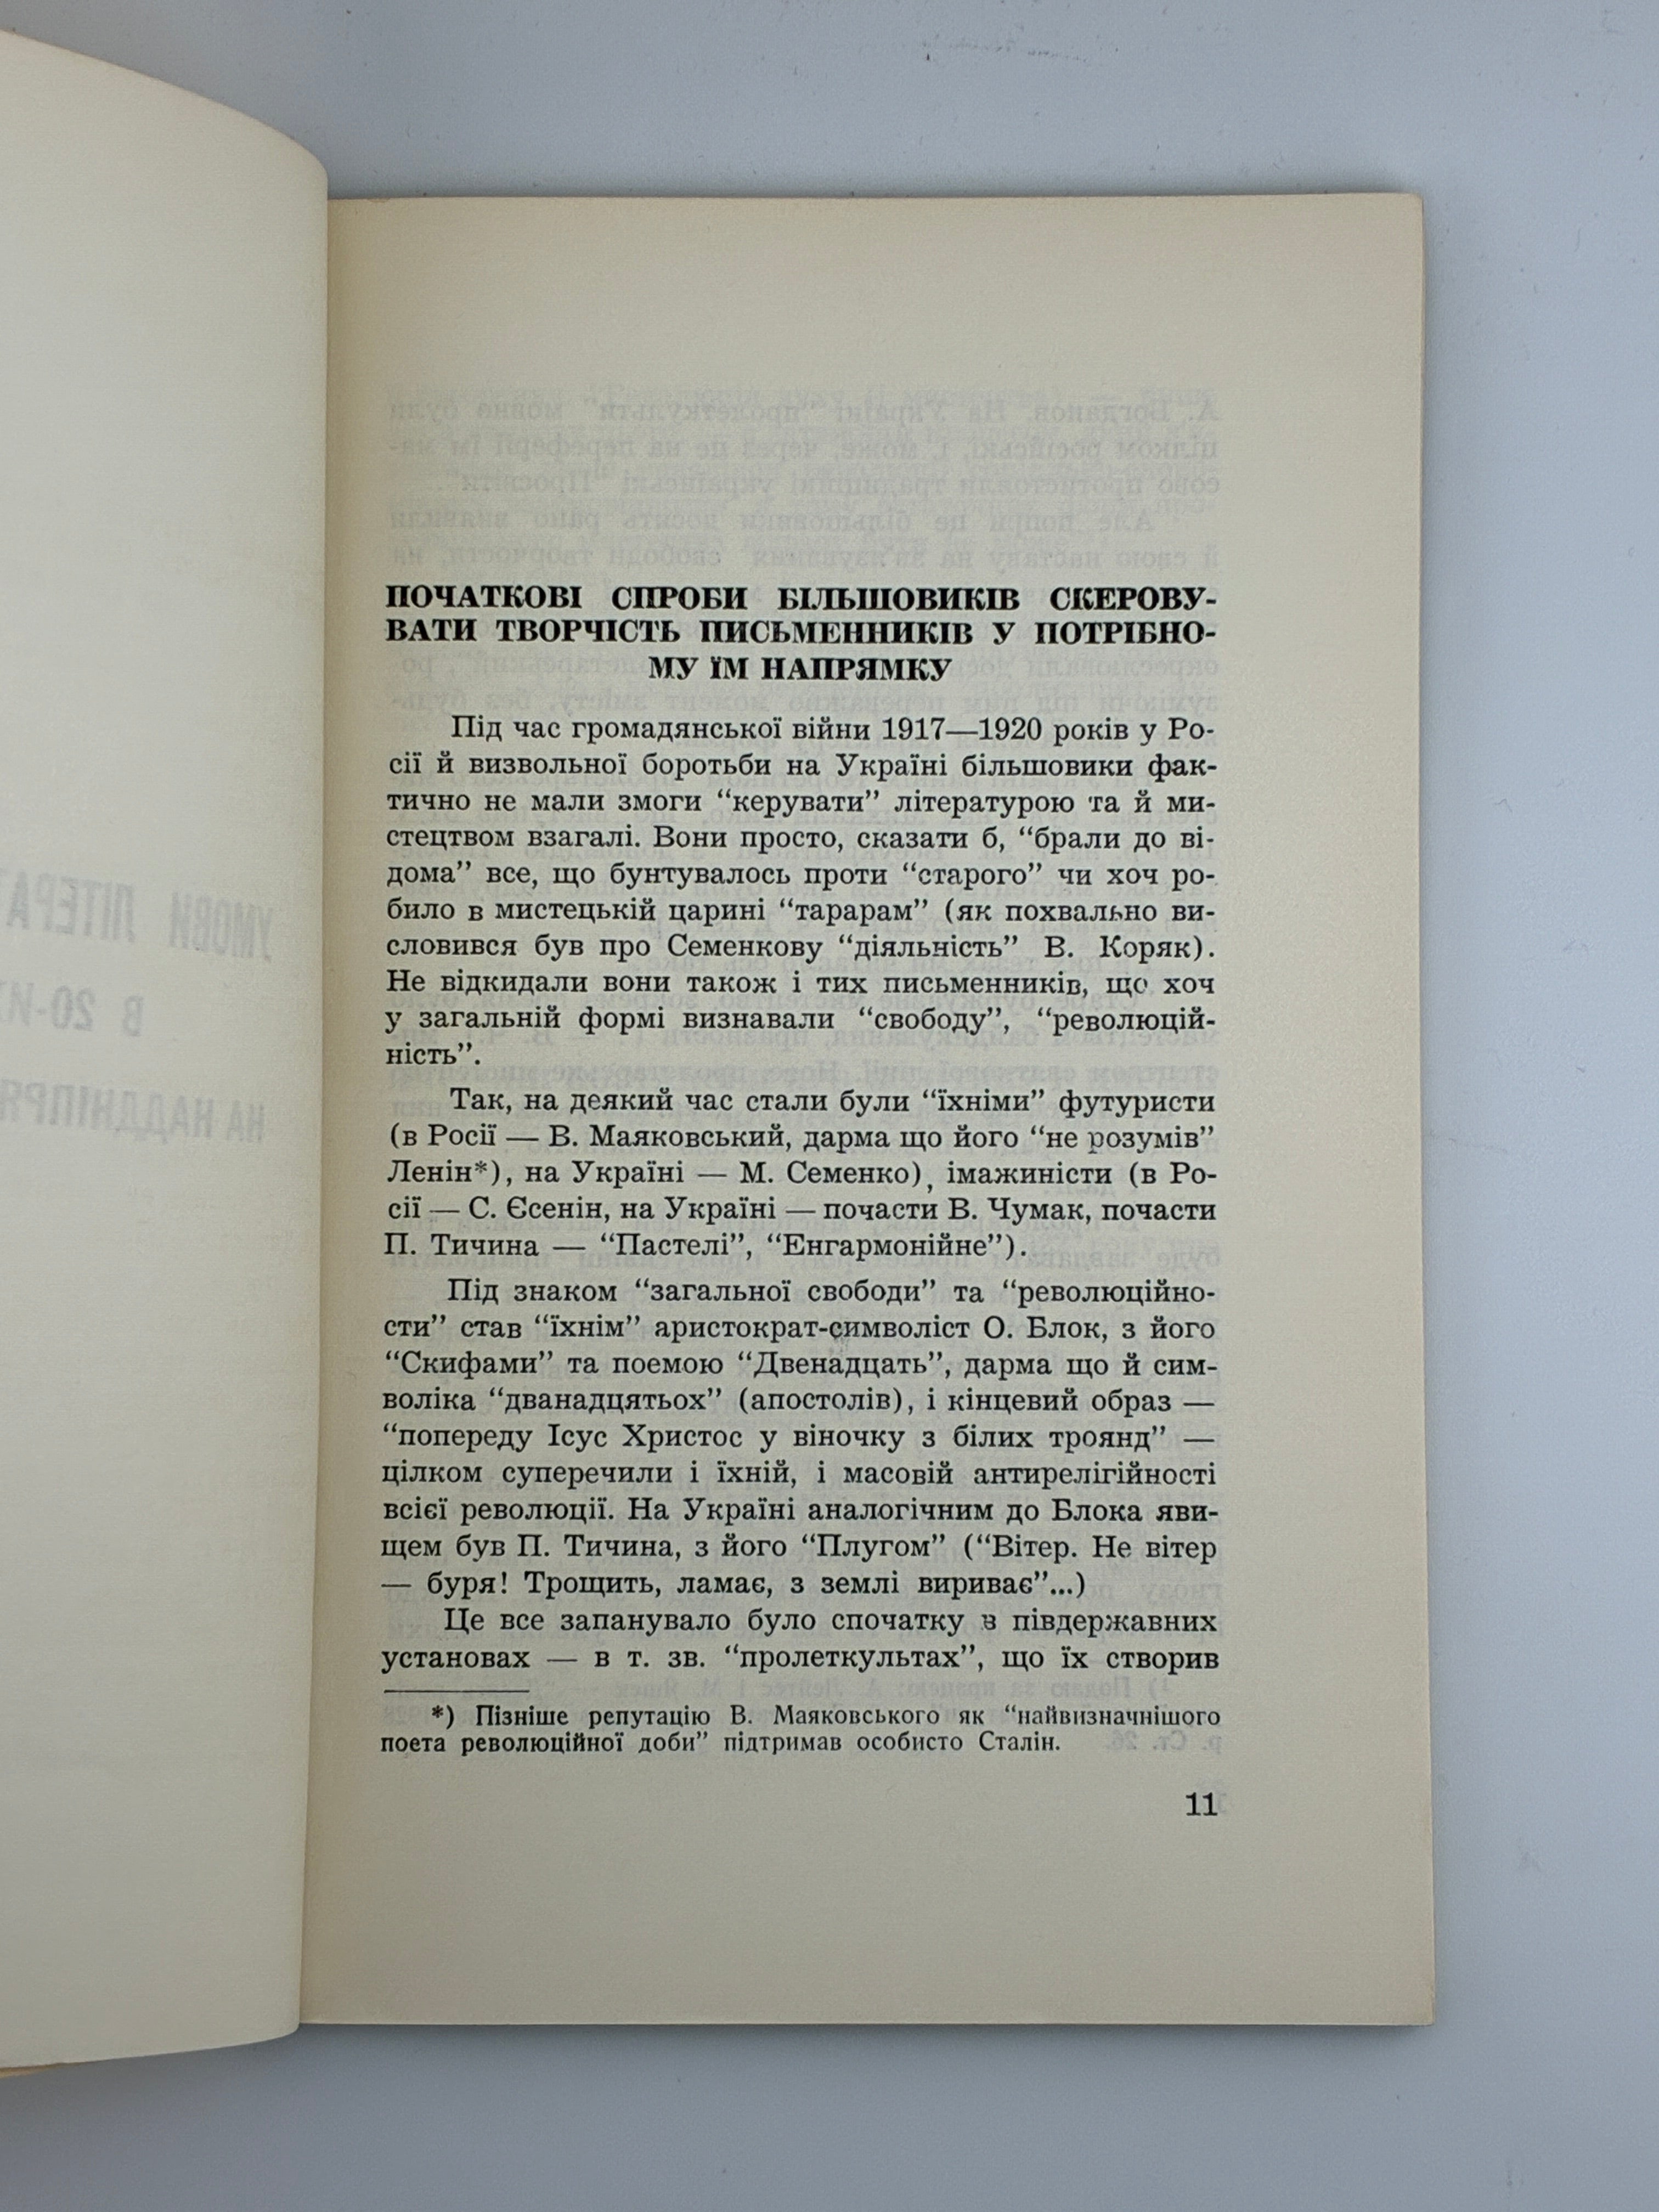 ПОЧАТКОВІ СПРОБИ БІЛЬШОВИКІВ СКЕРОВУ-
ВАТИ ТВОРЧІСТЬ ПИСЬМЕННИКІВ У ПОТРІБНО-
МУ ЇМ НАПРЯМКУ
Під час громадянської війни 1917—1920 років у Ро-
сії й визвольної боротьби на Україні більшовики фак-
тично не мали змоги “керувати” літературою та й ми-
стецтвом взагалі. Вони просто, сказати б, “брали до ві-
дома” все, що бунтувалось проти “старого” чи хоч ро-
било в мистецькій царині “тарарам” (як похвально ви-
словився був про Семенкову “діяльність” В. Коряк).
Не відкидали вони також і тих письменників, що хоч
у загальній формі визнавали “свободу”, “революцій-
ність”.
Так, на деякий час стали були “їхніми” футуристи
(в Росії — В. Маяковський, дарма що його “не розумів”
Ленін*), на Україні — М. Семенко), імажиністи (в Ро-
сії — С. Єсенін, на Україні — почасти В. Чумак, почасти
П. Тичина — “Пастелі”, “Енгармонійне”).
Під знаком “загальної свободи” та “революційно-
сти” став “їхнім” аристократ-символіст О. Блок, з його
“Скифами” та поемою “Двенадцать”, дарма що й сим-
воліка “дванадцятьох” (апостолів), і кінцевий образ —
“попереду Ісус Христос у віночку з білих троянд” —
цілком суперечили і їхній, і масовій антирелігійності
всієї революції. На Україні аналогічним до Блока яви-
щем був П. Тичина, з його “Плугом” (“Вітер. Не вітер
— буря! Трощить, ламає, з землі вириває”...)
Це все запанувало було спочатку в півдержавних
установах — в т. зв. “пролеткультах”, що їх створив
*) Пізніше репутацію В. Маяковського як “найвизначнішого
поета революційної доби” підтримав особисто Сталін.
11